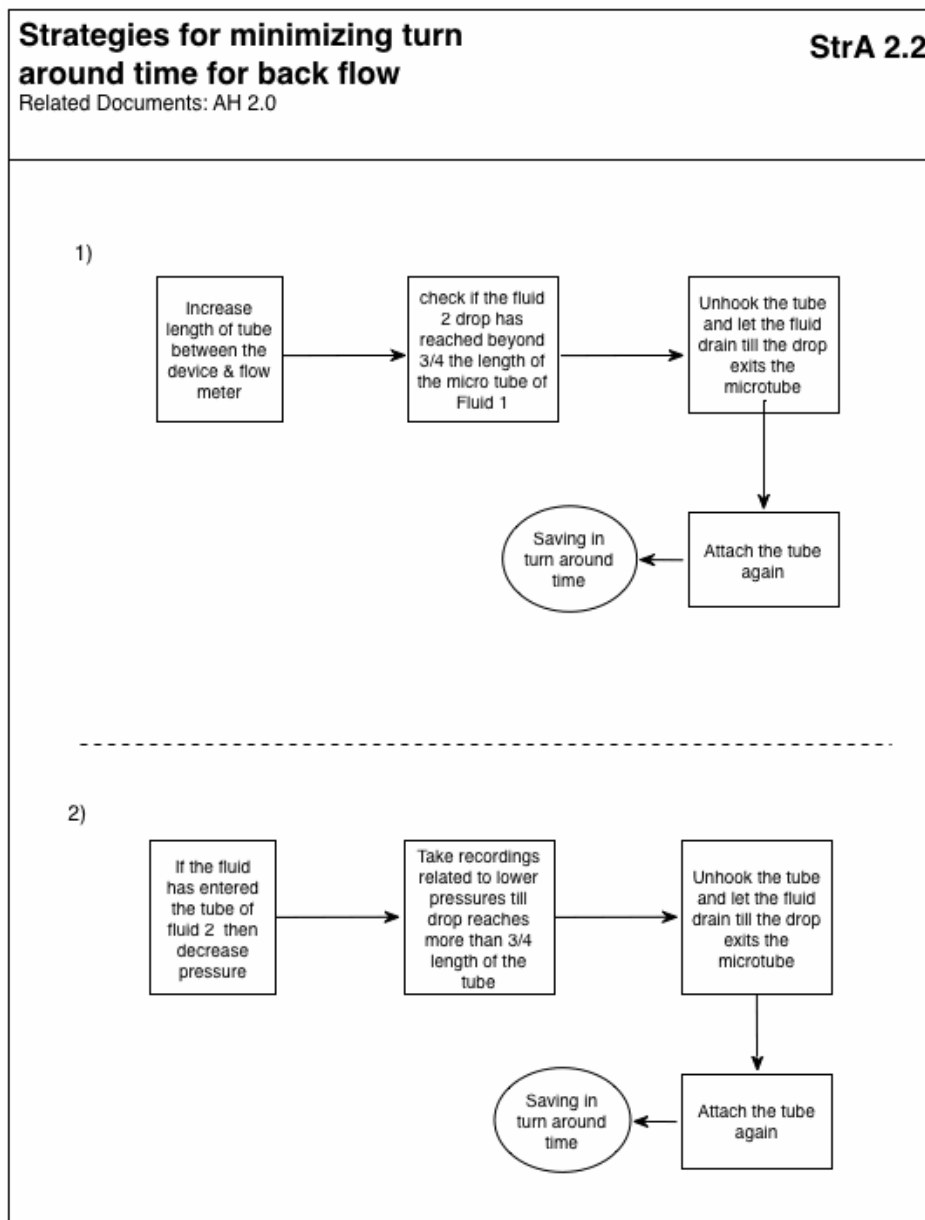 Strategies for minimizing turn
around time for back flow
StrA 2.2
Related Documents: AH 2.0
1)
Increase
length of tube
between the
device & flow
meter
check if the fluid
2 drop has
reached beyond
3/4 the length of
the micro tube of
Fluid 1
Unhook the tube
and let the fluid
drain till the drop
exits the
microtube
Attach the tube
again
Saving in
turn around
time
2)
If the fluid
has entered
the tube of
fluid 2 then
decrease
pressure
Take recordings
related to lower
pressures till
drop reaches
more than 3/4
length of the
tube
Unhook the tube
and let the fluid
drain till the drop
exits the
microtube
Attach the tube
again
Saving in
turn around
time